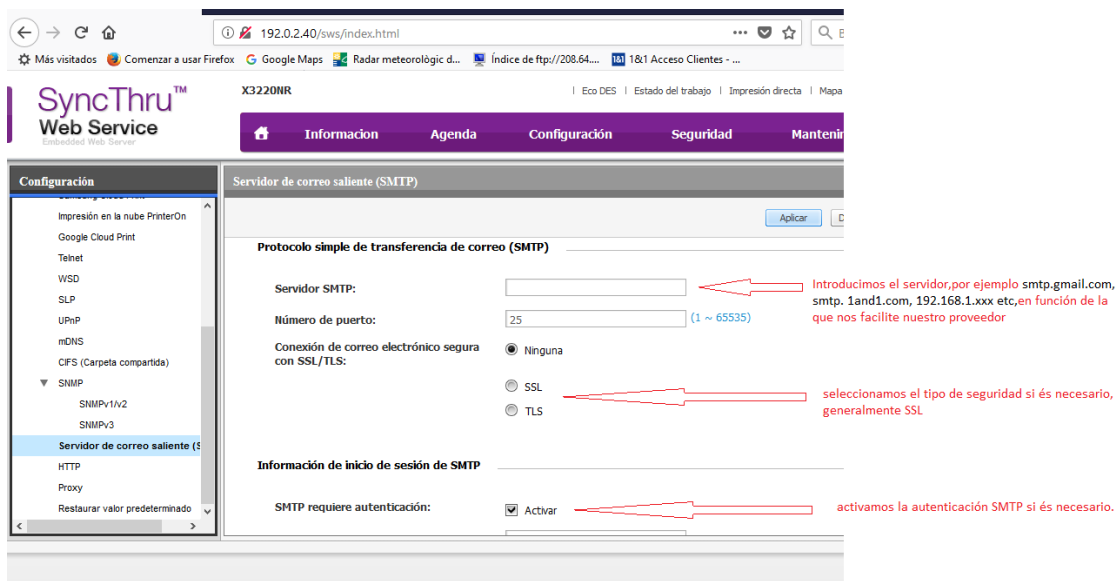 192.0.2.40/sws/index.html
Más visitados Comenzar a usar Firefox Google Maps Radar meteorològic d... Índice de ftp://208.64.... 1&1 1&1 Acceso Clientes - ...
SyncThru™
Web Service
Embedded Web Server
X3220NR
Eco DES | Estado del trabajo | Impresión directa | Mapa
Informacion Agenda Configuración Seguridad
Configuración
Servidor de correo saliente (SMTP)
Impresión en la nube PrinterOn
Google Cloud Print
Telnet
WSD
SLP
UPnP
mDNS
CIFS (Carpeta compartida)
SNMP
SNMPv1/v2
SNMPv3
Servidor de correo saliente (S
HTTP
Proxy
Restaurar valor predeterminado
Aplicar
Protocolo simple de transferencia de correo (SMTP)
Servidor SMTP:
Número de puerto:
25
(1 ~ 65535)
Conexión de correo electrónico segura
con SSL/TLS:
Ninguna
SSL
TLS
Información de inicio de sesión de SMTP
SMTP requiere autenticación:
Activar
Introducimos el servidor,por ejemplo smtp.gmail.com,
smtp. 1and1.com, 192.168.1.xxx etc,en función de la
que nos facilite nuestro proveedor
seleccionamos el tipo de seguridad si és necesario,
generalmente SSL
activamos la autenticación SMTP si és necesario.